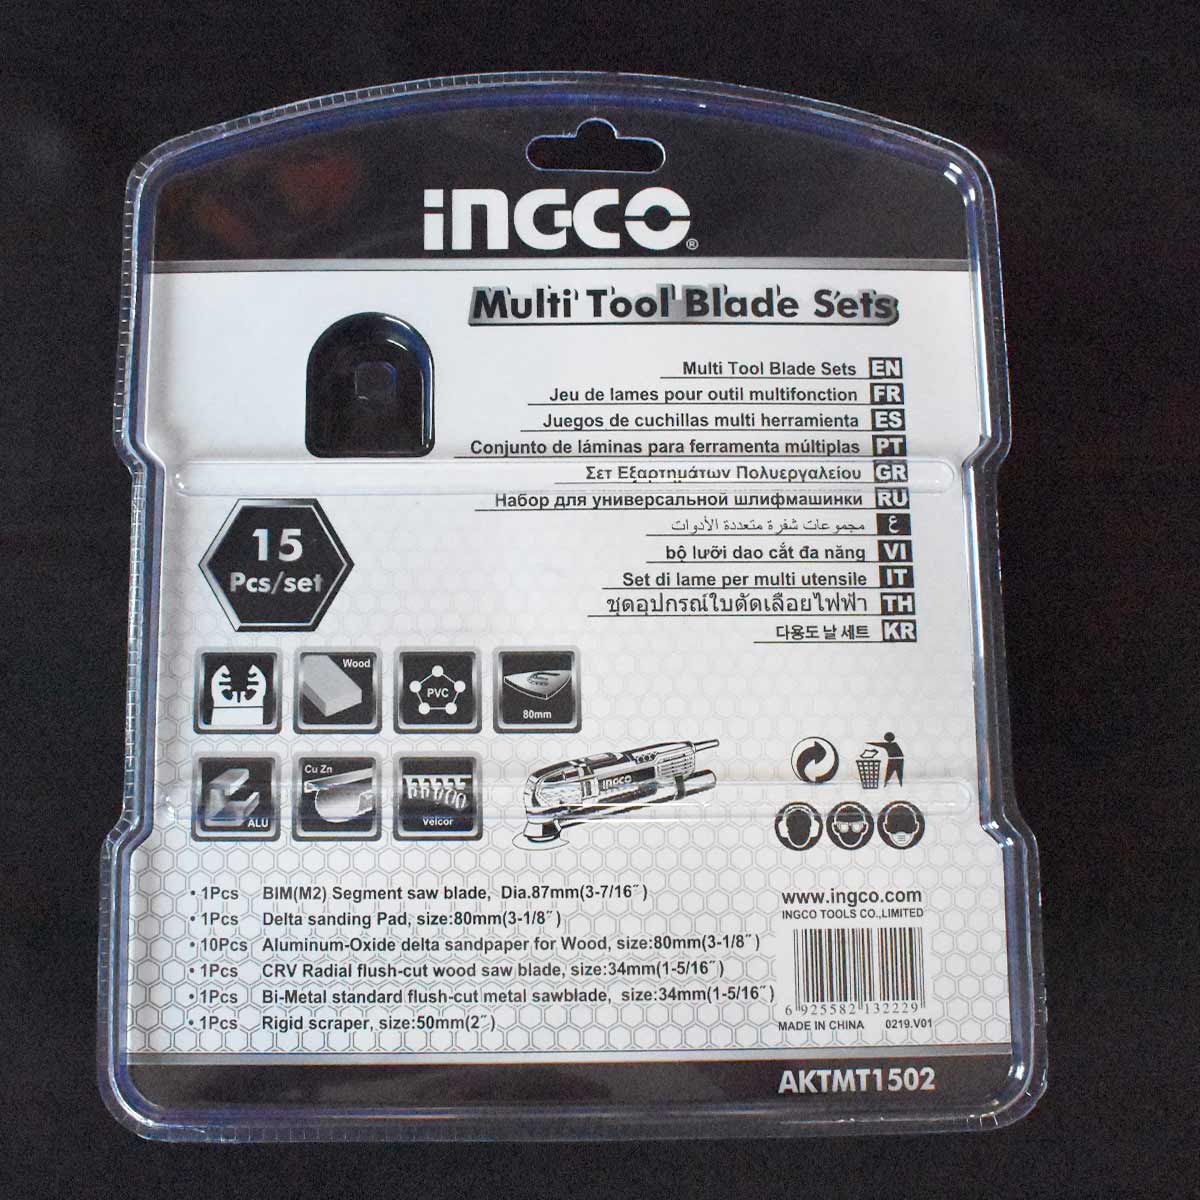 INGCO®
Multi Tool Blade Sets
Multi Tool Blade Sets EN
Jeu de lames pour outil multifonction FR
Juegos de cuchillas multi herramienta ES
Conjunto de láminas para ferramenta múltiplas PT
Σετ Εξαρτημάτων Πολυεργαλείου GR
Набор для универсальной шлифмашинки RU
مجموعات شفرة متعددة الأدوات ع
bộ lưỡi dao cắt đa năng VI
Set di lame per multi utensile IT
ชุดอุปกรณ์ใบตัดเลื่อยไฟฟ้า TH
다용도 날 세트 KR
15
Pcs/set
Wood
PVC
80mm
ALU
Cu Zn
Velcor
INGCO
• 1Pcs BIM(M2) Segment saw blade, Dia.87mm(3-7/16˝)
• 1Pcs Delta sanding Pad, size:80mm(3-1/8˝)
• 10Pcs Aluminum-Oxide delta sandpaper for Wood, size:80mm(3-1/8˝)
• 1Pcs CRV Radial flush-cut wood saw blade, size:34mm(1-5/16˝)
• 1Pcs Bi-Metal standard flush-cut metal sawblade, size:34mm(1-5/16˝)
• 1Pcs Rigid scraper, size:50mm(2˝)
www.ingco.com
INGCO TOOLS CO.,LIMITED
6 925582 132229
MADE IN CHINA 0219.V01
AKTMT1502